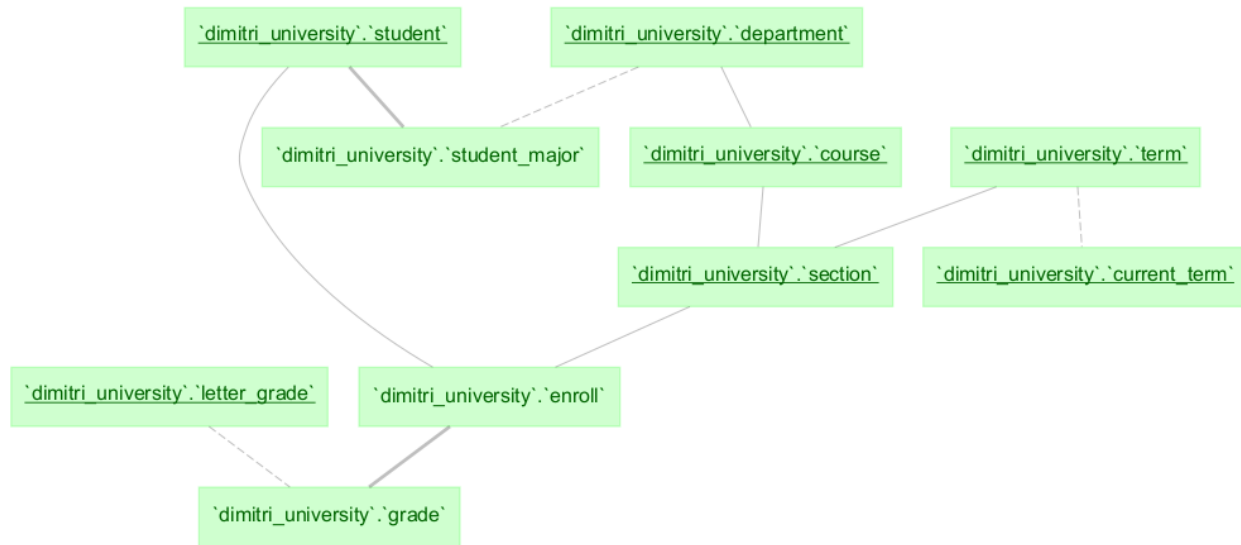 `dimitri_university`.`student`
`dimitri_university`.`department`
`dimitri_university`.`student_major`
`dimitri_university`.`course`
`dimitri_university`.`term`
`dimitri_university`.`section`
`dimitri_university`.`current_term`
`dimitri_university`.`letter_grade`
`dimitri_university`.`enroll`
`dimitri_university`.`grade`